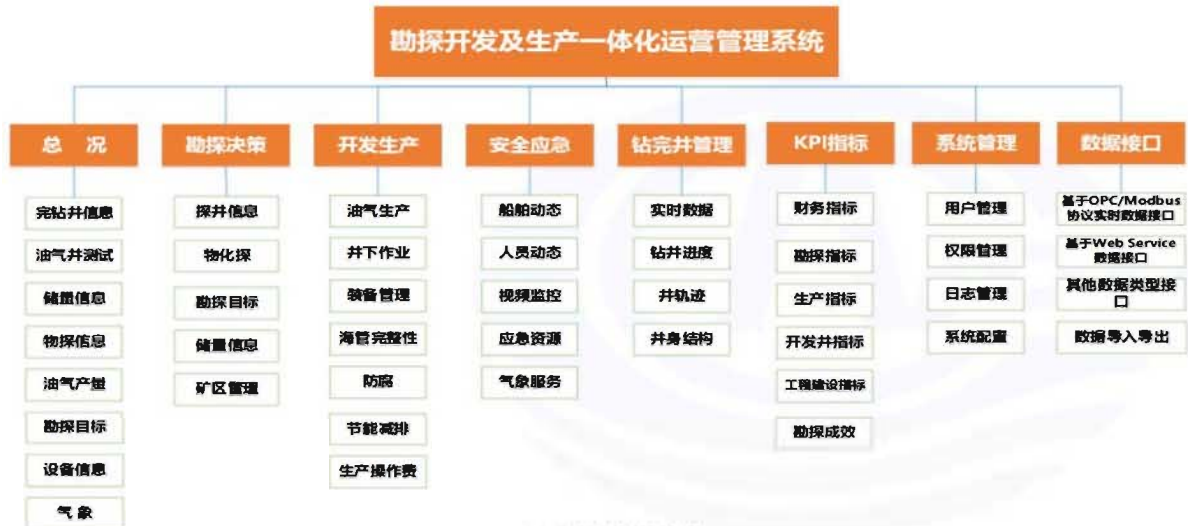 勘探开发及生产一体化运营管理系统
总 况
完钻井信息
油气井测试
储量信息
物探信息
油气产量
勘探目标
设备信息
气 象
勘探决策
探井信息
物化探
勘探目标
储量信息
矿区管理
开发生产
油气生产
井下作业
装备管理
海管完整性
防腐
节能减排
生产操作费
安全应急
船舶动态
人员动态
视频监控
应急资源
气象服务
钻完井管理
实时数据
钻井进度
井轨迹
井身结构
KPI指标
财务指标
勘探指标
生产指标
开发井指标
工程建设指标
勘探成效
系统管理
用户管理
权限管理
日志管理
系统配置
数据接口
基于OPC/Modbus
协议实时数据接口
基于Web Service
数据接口
其他数据类型接
口
数据导入导出